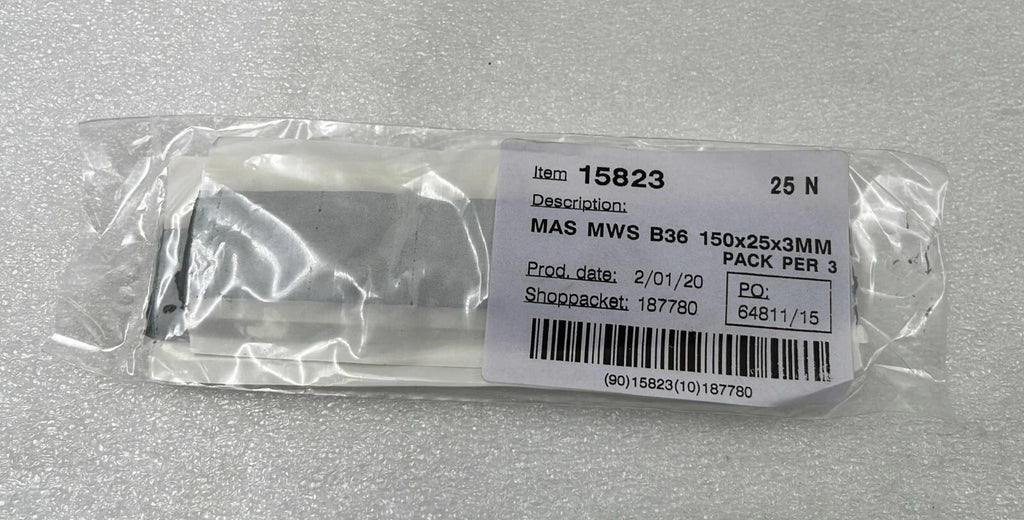 Item 15823 25 N
Description:
MAS MWS B36 150x25x3MM
PACK PER 3
Prod. date: 2/01/20
Shoppacket: 187780
PO:
64811/15
(90)15823(10)187780